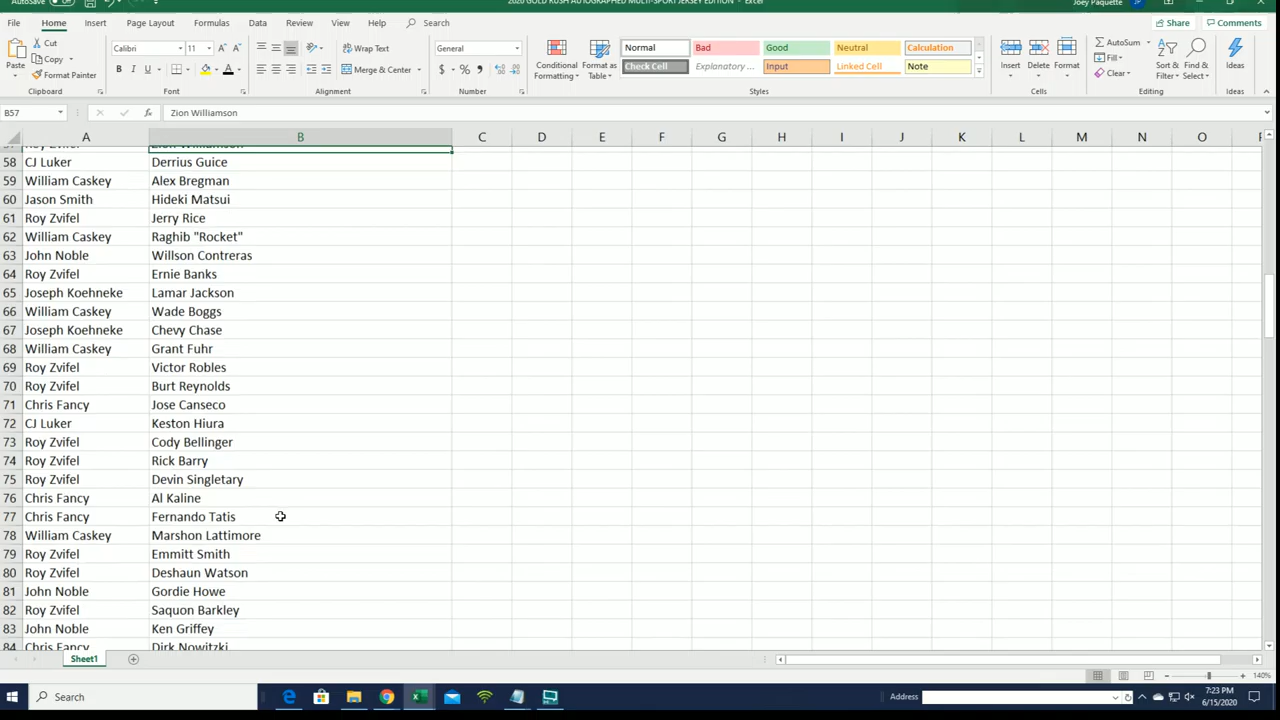 AutoSave
2020 GOLD RUSH AUTOGRAPHED MULTI-SPORT JERSEY EDITION - Excel
Joey Paquette JP
File Home Insert Page Layout Formulas Data Review View Help Search Share Comments
Paste Cut Copy Format Painter Clipboard
Calibri 11 B I U A Font
Wrap Text Merge & Center Alignment
General $ % Number
Conditional Formatting Format as Table
Normal Bad Good Neutral Calculation
Check Cell Explanatory ... Input Linked Cell Note
Styles
Insert Delete Format Cells
AutoSum Fill Clear Sort & Filter Find & Select Editing
Ideas Ideas
B57 fx Zion Williamson
A B C D E F G H I J K L M N O
Roy Zvifel Zion Williamson
58 CJ Luker Derrius Guice
59 William Caskey Alex Bregman
60 Jason Smith Hideki Matsui
61 Roy Zvifel Jerry Rice
62 William Caskey Raghib "Rocket"
63 John Noble Willson Contreras
64 Roy Zvifel Ernie Banks
65 Joseph Koehneke Lamar Jackson
66 William Caskey Wade Boggs
67 Joseph Koehneke Chevy Chase
68 William Caskey Grant Fuhr
69 Roy Zvifel Victor Robles
70 Roy Zvifel Burt Reynolds
71 Chris Fancy Jose Canseco
72 CJ Luker Keston Hiura
73 Roy Zvifel Cody Bellinger
74 Roy Zvifel Rick Barry
75 Roy Zvifel Devin Singletary
76 Chris Fancy Al Kaline
77 Chris Fancy Fernando Tatis
78 William Caskey Marshon Lattimore
79 Roy Zvifel Emmitt Smith
80 Roy Zvifel Deshaun Watson
81 John Noble Gordie Howe
82 Roy Zvifel Saquon Barkley
83 John Noble Ken Griffey
84 Chris Fancy Dirk Nowitzki
Sheet1
140%
Search Address 7:23 PM
6/15/2020